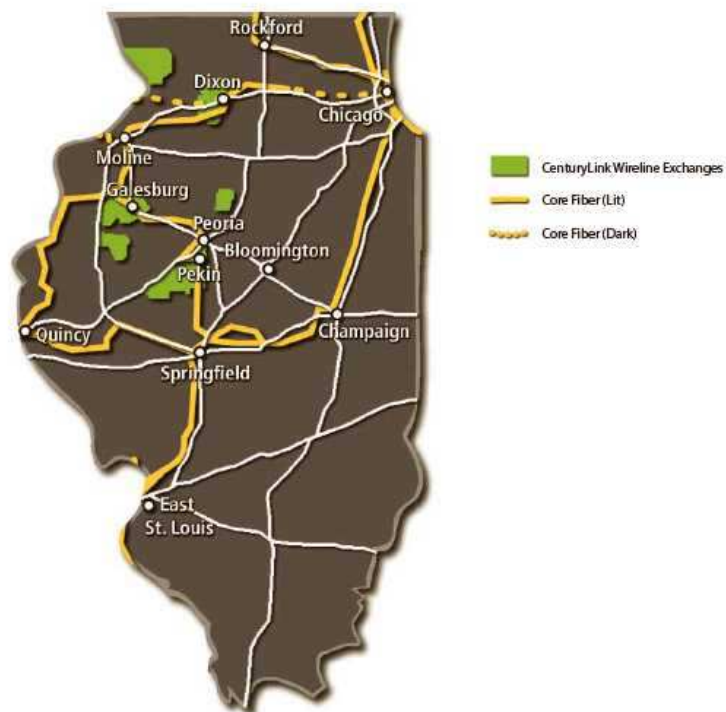 Rockford
Dixon
Chicago
Moline
Galesburg
Peoria
Bloomington
Pekin
Quincy
Champaign
Springfield
East
St. Louis
CenturyLink Wireline Exchanges
Core Fiber (Lit)
Core Fiber (Dark)